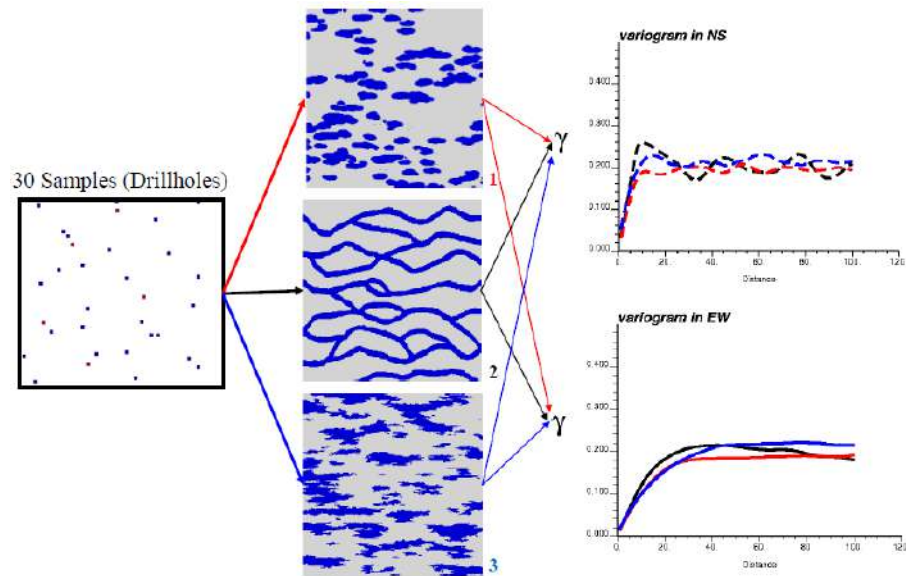 30 Samples (Drillholes)
1
2
3
γ
γ
variogram in NS
0.400
0.300
0.200
0.100
0.000
0. 20. 40. 60. 80. 100.
Distance
variogram in EW
0.400
0.300
0.200
0.100
0.000
0. 20. 40. 60. 80. 100.
Distance